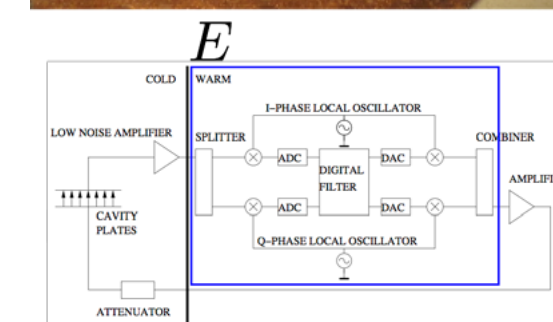 E
COLD
WARM
I-PHASE LOCAL OSCILLATOR
LOW NOISE AMPLIFIER
SPLITTER
COMBINER
ADC
DAC
DIGITAL
FILTER
AMPLIFI
CAVITY
PLATES
ADC
DAC
Q-PHASE LOCAL OSCILLATOR
ATTENUATOR